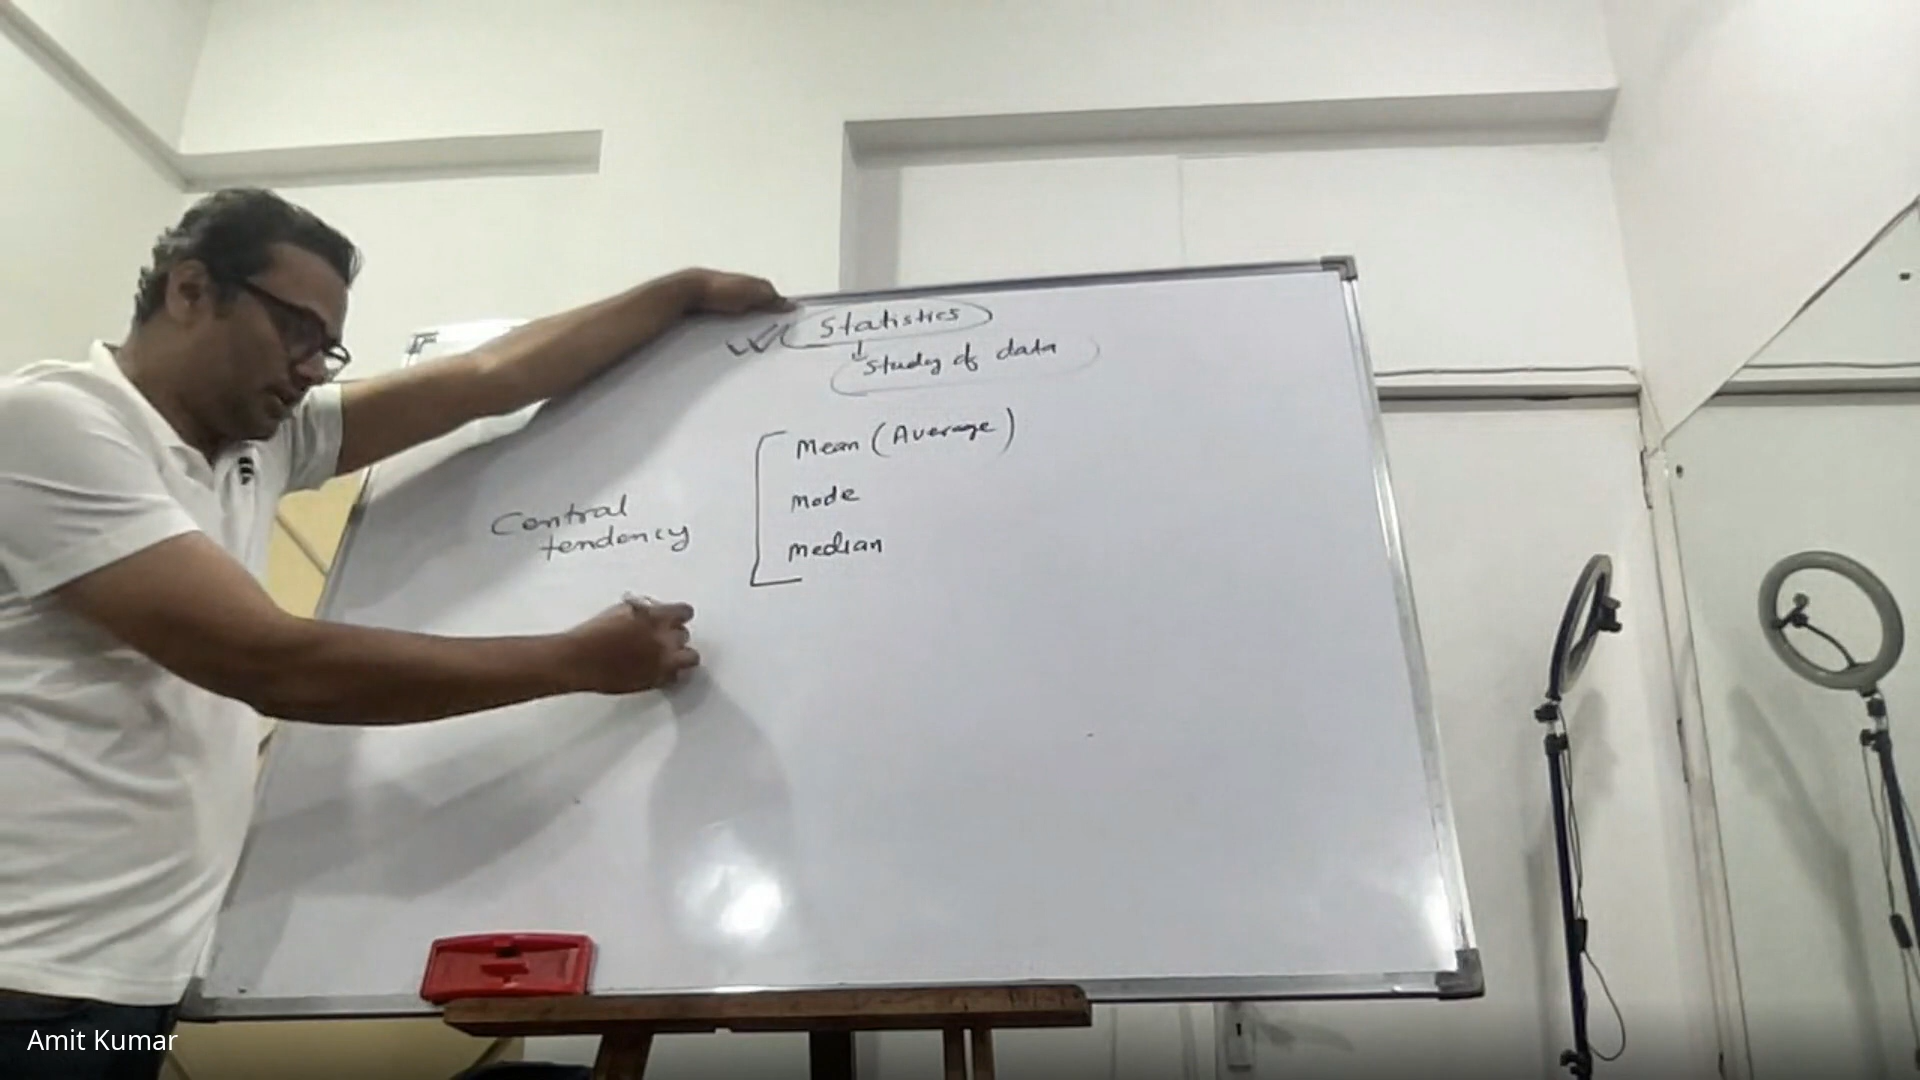 Statistics
Study of data
Mean (Average)
Mode
Central
tendency
Median
Amit Kumar